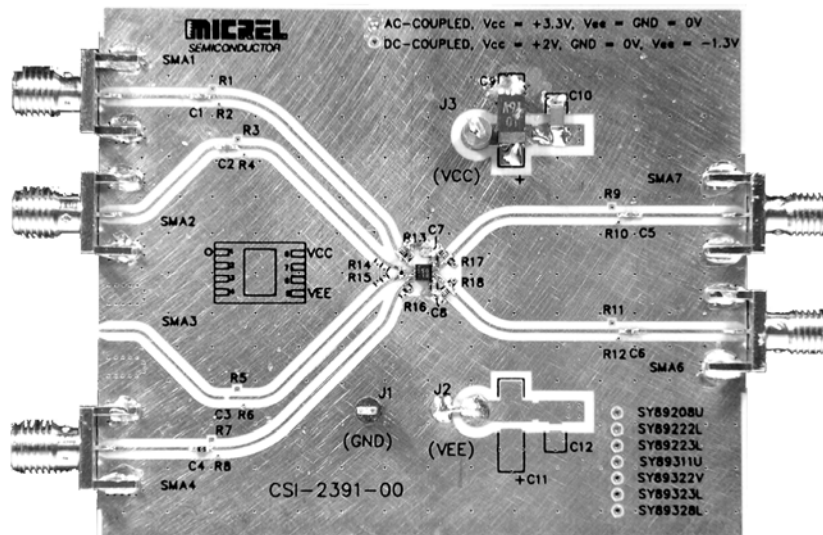 MICREL
SEMICONDUCTOR
AC-COUPLED, Vcc = +3.3V, Vee = GND = 0V
DC-COUPLED, Vcc = +2V, GND = 0V, Vee = -1.3V
SMA1
R1
C1
R2
R3
C2
R4
C9
C10
J3
(VCC)
+
SMA2
SMA7
R9
R10
C5
VCC
VEE
R13
C7
R14
R15
R17
R18
R16
C8
SMA3
R11
R12
C6
SMA6
R5
C3
R6
J1
(GND)
J2
(VEE)
C12
+C11
R7
C4
R8
SMA4
CSI-2391-00
SY89208U
SY89222L
SY89223L
SY89311U
SY89322V
SY89323L
SY89328L